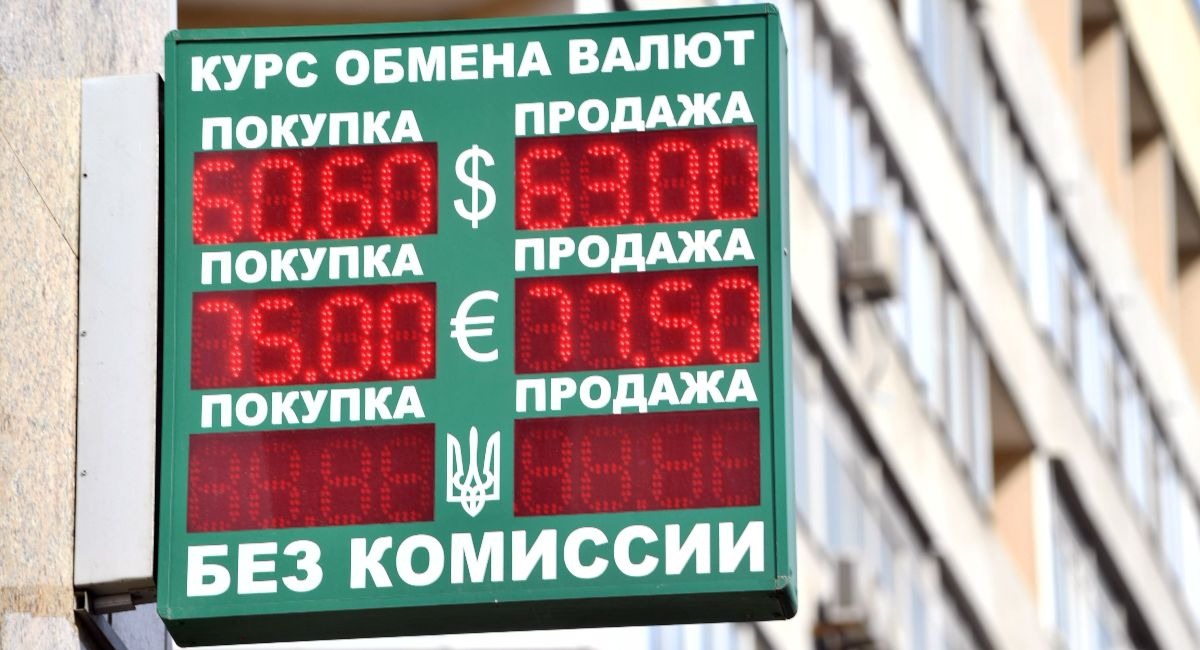 КУРС ОБМЕНА ВАЛЮТ
ПОКУПКА ПРОДАЖА
60.60 $ 63.00
ПОКУПКА ПРОДАЖА
75.00 € 77.50
ПОКУПКА ПРОДАЖА
БЕЗ КОМИССИИ